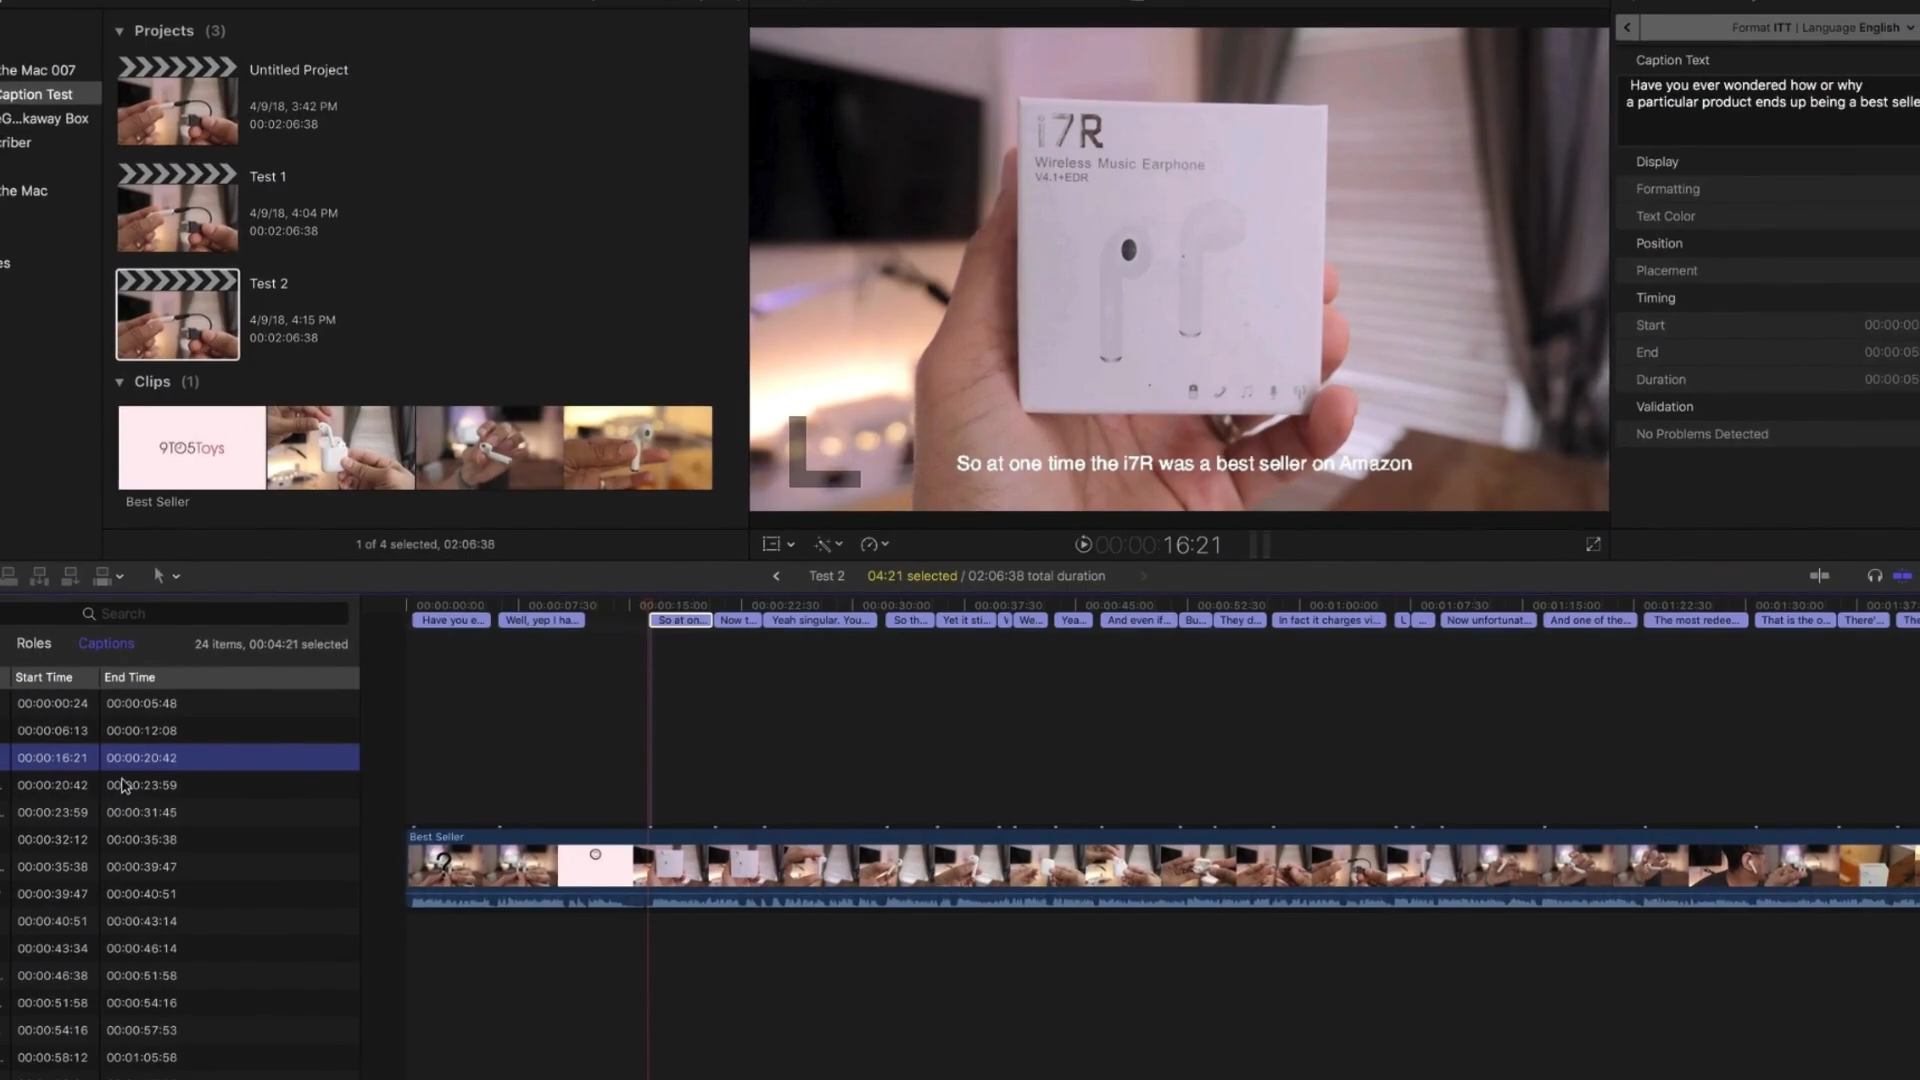 Projects (3)
the Mac 007
Caption Test
eG...kaway Box
criber
the Mac
es
Untitled Project
4/9/18, 3:42 PM
00:02:06:38
Test 1
4/9/18, 4:04 PM
00:02:06:38
Test 2
4/9/18, 4:15 PM
00:02:06:38
Clips (1)
9TO5Toys
Best Seller
1 of 4 selected, 02:06:38
i7R
Wireless Music Earphone
V4.1+EDR
So at one time the i7R was a best seller on Amazon
00:00:16:21
Format ITT | Language English
Caption Text
Have you ever wondered how or why
a particular product ends up being a best selle
Display
Formatting
Text Color
Position
Placement
Timing
Start 00:00:00
End 00:00:05
Duration 00:00:05
Validation
No Problems Detected
Test 2 04:21 selected / 02:06:38 total duration
Search
Roles Captions 24 items, 00:04:21 selected
Start Time End Time
00:00:00:24 00:00:05:48
00:00:06:13 00:00:12:08
00:00:16:21 00:00:20:42
00:00:20:42 00:00:23:59
00:00:23:59 00:00:31:45
00:00:32:12 00:00:35:38
00:00:35:38 00:00:39:47
00:00:39:47 00:00:40:51
00:00:40:51 00:00:43:14
00:00:43:34 00:00:46:14
00:00:46:38 00:00:51:58
00:00:51:58 00:00:54:16
00:00:54:16 00:00:57:53
00:00:58:12 00:01:05:58
00:00:00:00 00:00:07:30 00:00:15:00 00:00:22:30 00:00:30:00 00:00:37:30 00:00:45:00 00:00:52:30 00:01:00:00 00:01:07:30 00:01:15:00 00:01:22:30 00:01:30:00 00:01:37:
Have you e... Well, yep I ha... So at on... Now t... Yeah singular. You... So th... Yet it sti... We... Yea... And even if... Bu... They d... In fact it charges vi... L ... Now unfortunat... And one of the... The most redee... That is the o... There'... The
Best Seller